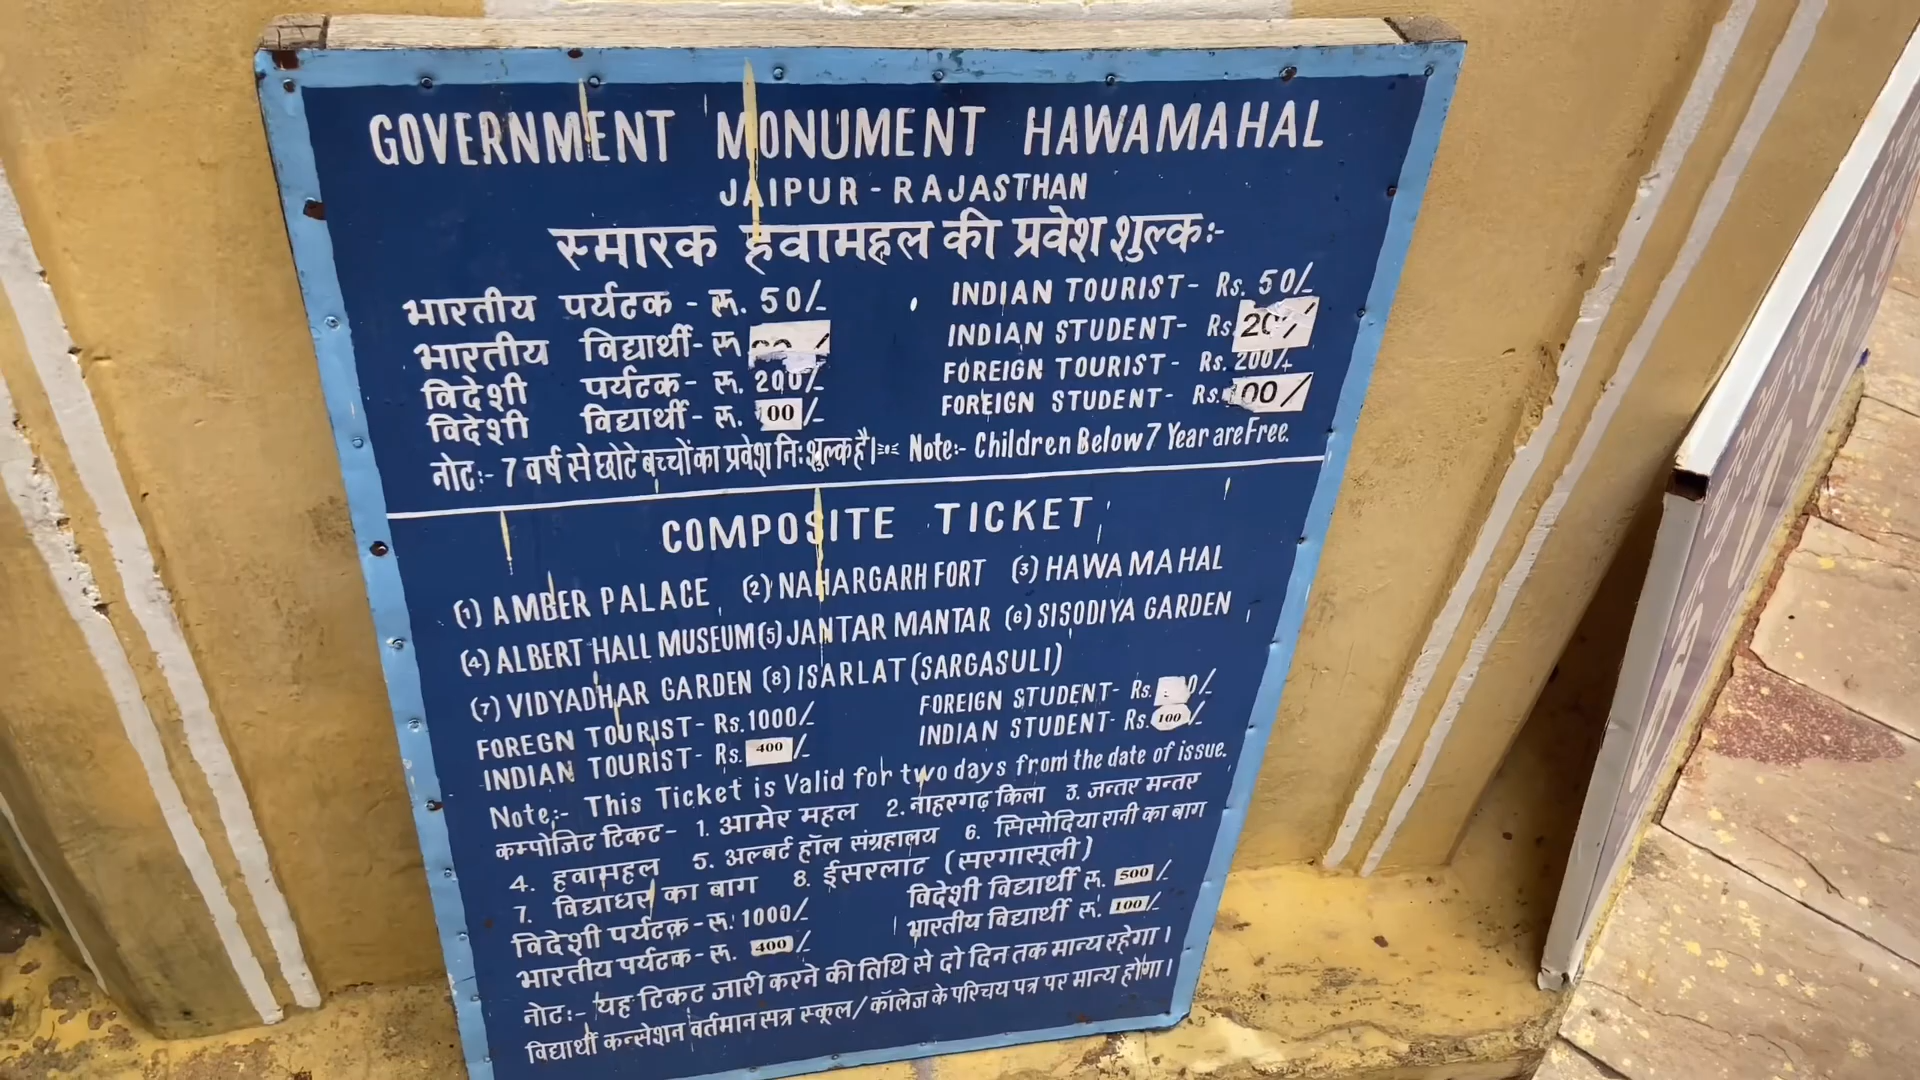 GOVERNMENT MONUMENT HAWAMAHAL
JAIPUR - RAJASTHAN
स्मारक हवामहल की प्रवेश शुल्क:-
भारतीय पर्यटक - रू. 50/- INDIAN TOURIST- Rs. 50/-
भारतीय विद्यार्थी- रू INDIAN STUDENT- Rs. 20/
विदेशी पर्यटक- रू. 200/- FOREIGN TOURIST- Rs. 200/-
विदेशी विद्यार्थी- रू. 00/- FOREIGN STUDENT- Rs. 00/
नोट:- 7 वर्ष से छोटे बच्चों का प्रवेश नि:शुल्क है। Note:- Children Below 7 Year are Free.
COMPOSITE TICKET
(1) AMBER PALACE (2) NAHARGARH FORT (3) HAWA MAHAL
(4) ALBERT HALL MUSEUM (5) JANTAR MANTAR (6) SISODIYA GARDEN
(7) VIDYADHAR GARDEN (8) ISARLAT (SARGASULI)
FOREGN TOURIST- Rs. 1000/- FOREIGN STUDENT- Rs. 0/-
INDIAN TOURIST- Rs. 400/- INDIAN STUDENT- Rs. 100/-
Note:- This Ticket is Valid for two days from the date of issue.
कम्पोजिट टिकट- 1. आमेर महल 2. नाहरगढ़ किला 3. जन्तर मन्तर
4. हवामहल 5. अल्बर्ट हॉल संग्रहालय 6. सिसोदिया रानी का बाग
7. विद्याधर का बाग 8. ईसरलाट (सरगासूली)
विदेशी पर्यटक- रू. 1000/- विदेशी विद्यार्थी रू. 500/-
भारतीय पर्यटक- रू. 400/- भारतीय विद्यार्थी रू. 100/-
नोट:- यह टिकट जारी करने की तिथि से दो दिन तक मान्य रहेगा।
विद्यार्थी कन्सेशन वर्तमान सत्र स्कूल/कॉलेज के परिचय पत्र पर मान्य होगा।